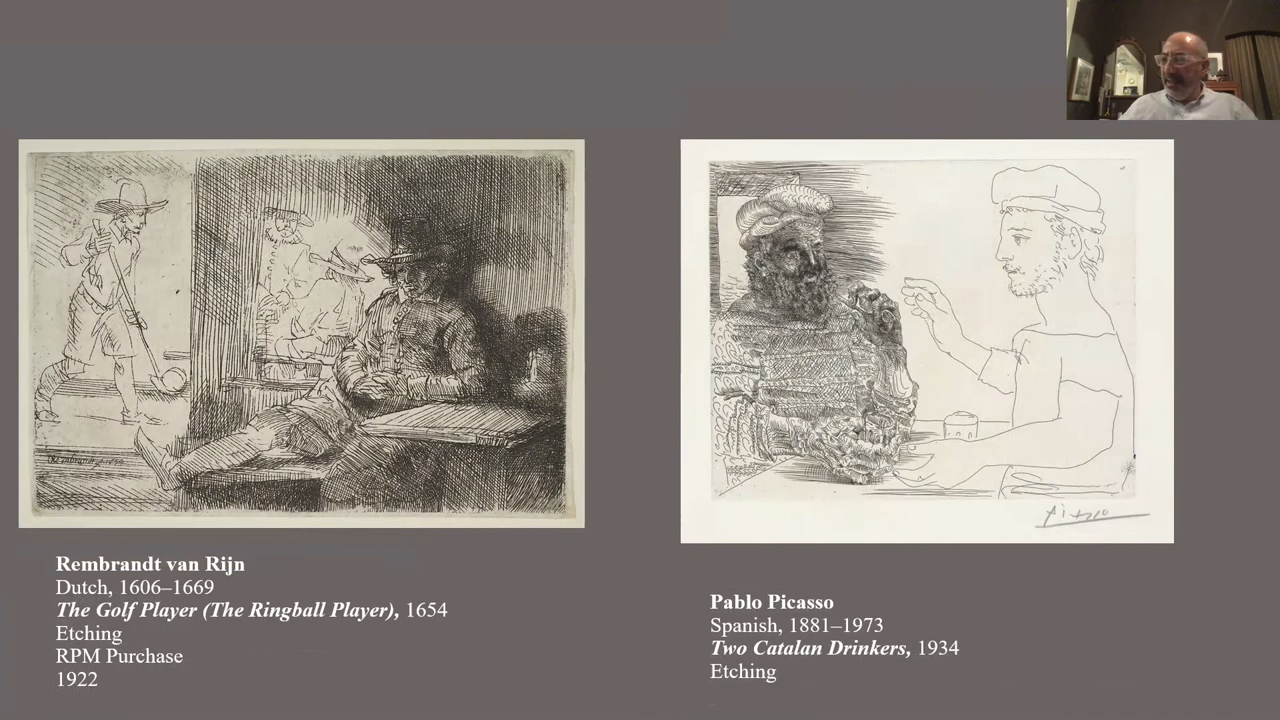 Rembrandt van Rijn
Dutch, 1606–1669
The Golf Player (The Ringball Player), 1654
Etching
RPM Purchase
1922
Picasso
Pablo Picasso
Spanish, 1881–1973
Two Catalan Drinkers, 1934
Etching